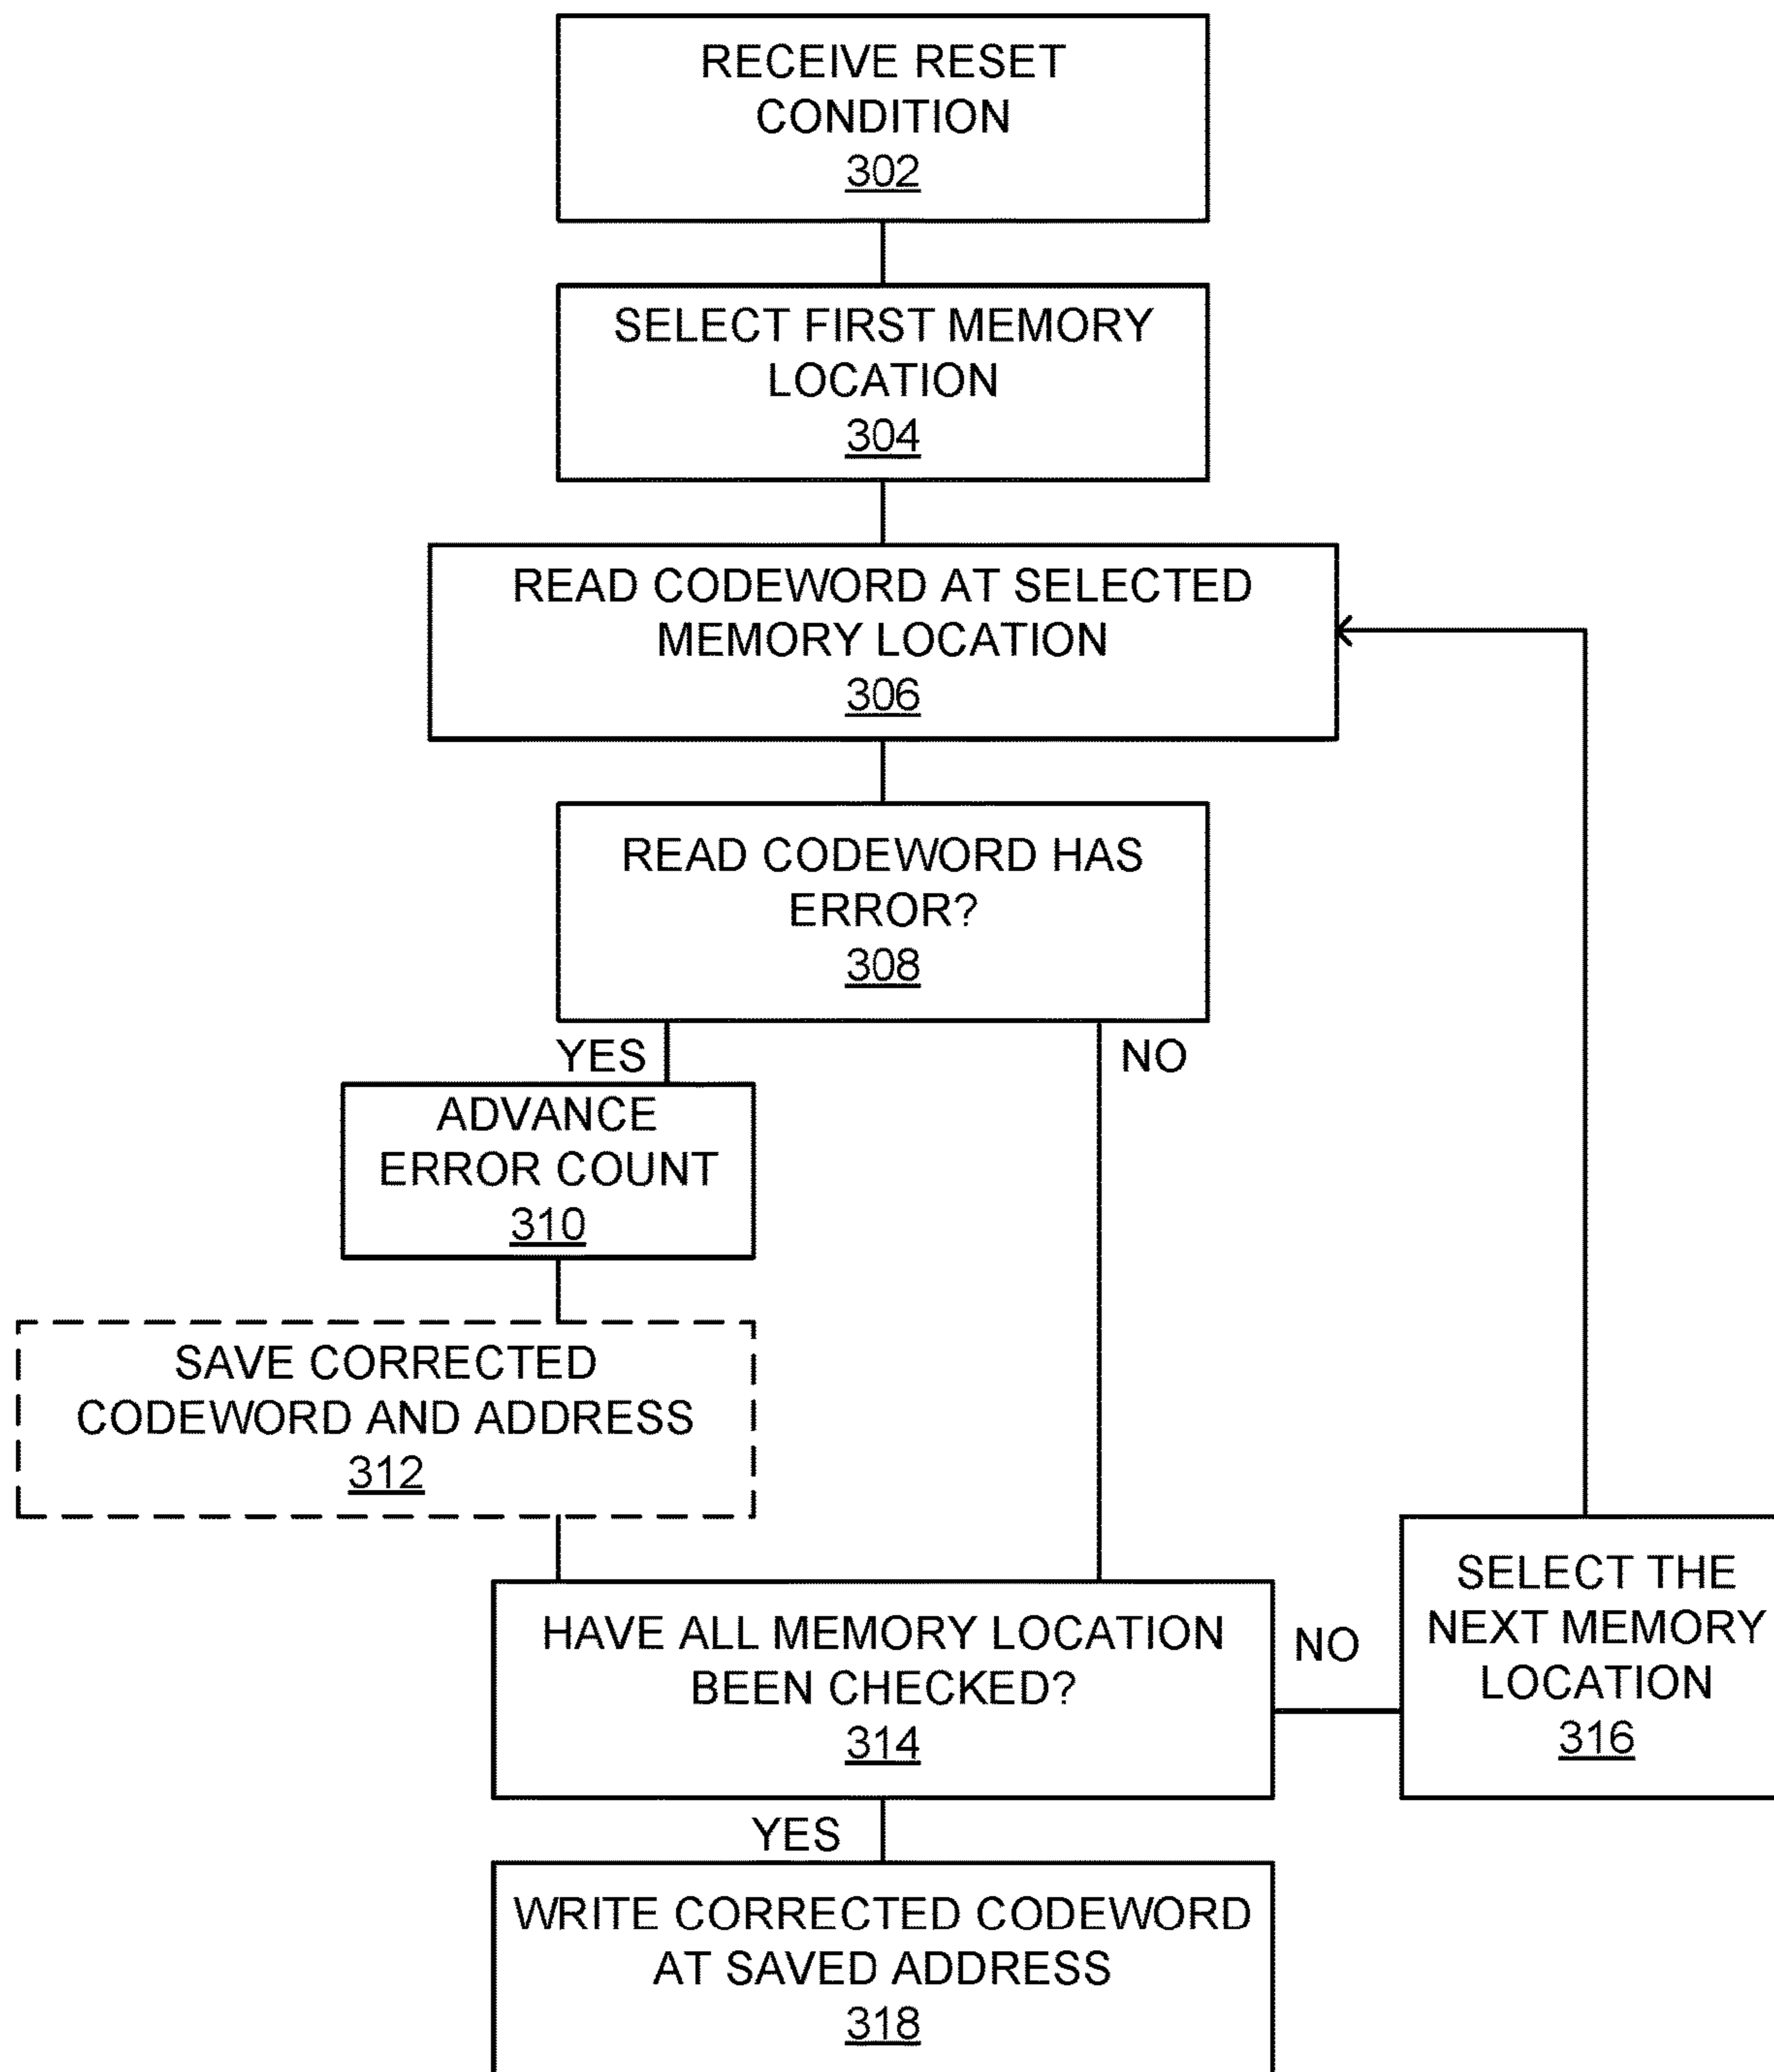 RECEIVE RESET
CONDITION
302
SELECT FIRST MEMORY
LOCATION
304
READ CODEWORD AT SELECTED
MEMORY LOCATION
306
READ CODEWORD HAS
ERROR?
308
YES
NO
ADVANCE
ERROR COUNT
310
SAVE CORRECTED
CODEWORD AND ADDRESS
312
HAVE ALL MEMORY LOCATION
BEEN CHECKED?
314
NO
SELECT THE
NEXT MEMORY
LOCATION
316
YES
WRITE CORRECTED CODEWORD
AT SAVED ADDRESS
318